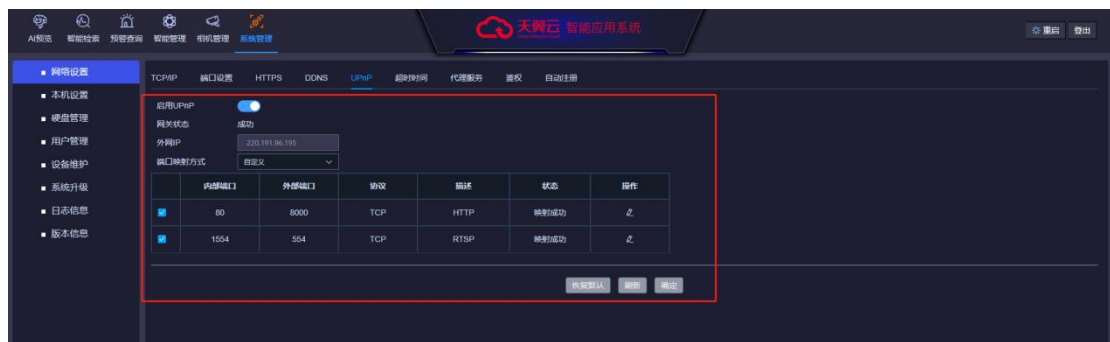 AI预览 智能检索 预警查询 智能管理 相机管理 系统管理
天翼云 智能应用系统
重启 登出
网络设置
本机设置
硬盘管理
用户管理
设备维护
系统升级
日志信息
版本信息
TCP/IP 端口设置 HTTPS DDNS UPnP 超时时间 代理服务 鉴权 自动注册
启用UPnP
网关状态 成功
外网IP 220.191.96.195
端口映射方式 自定义
内部端口 外部端口 协议 描述 状态 操作
80 8000 TCP HTTP 映射成功
1554 554 TCP RTSP 映射成功
恢复默认 刷新 确定